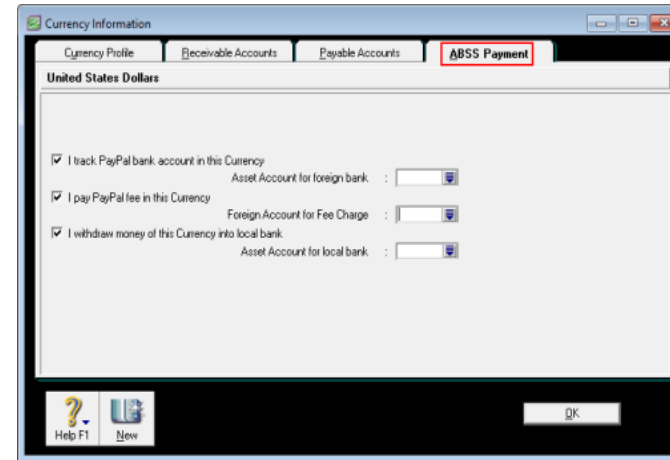 Currency Information
Currency Profile Receivable Accounts Payable Accounts ABSS Payment
United States Dollars
I track PayPal bank account in this Currency
Asset Account for foreign bank :
I pay PayPal fee in this Currency
Foreign Account for Fee Charge :
I withdraw money of this Currency into local bank
Asset Account for local bank :
OK
Help F1 New